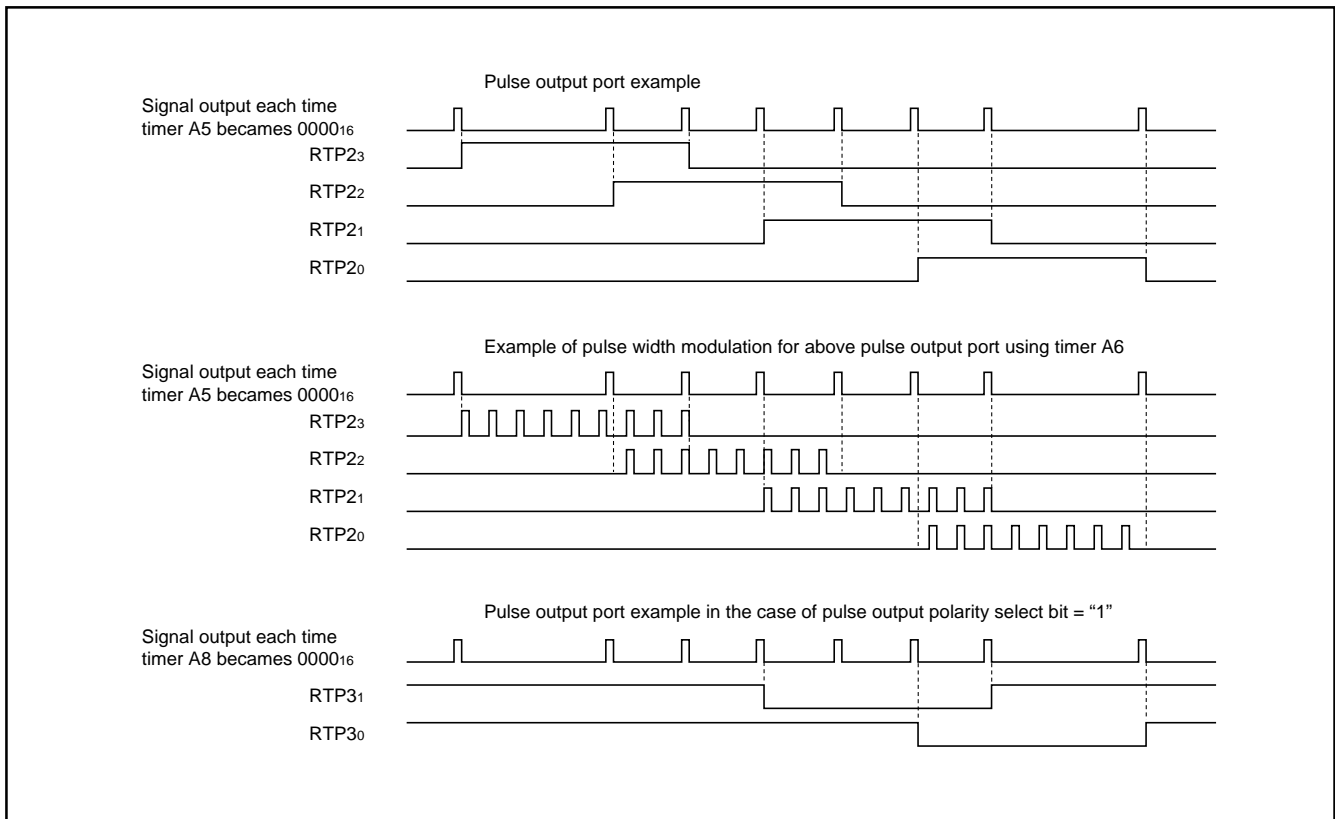 Pulse output port example
Signal output each time
timer A5 becames 0000₁₆
RTP2₃
RTP2₂
RTP2₁
RTP2₀
Example of pulse width modulation for above pulse output port using timer A6
Signal output each time
timer A5 becames 0000₁₆
RTP2₃
RTP2₂
RTP2₁
RTP2₀
Pulse output port example in the case of pulse output polarity select bit = “1”
Signal output each time
timer A8 becames 0000₁₆
RTP3₁
RTP3₀